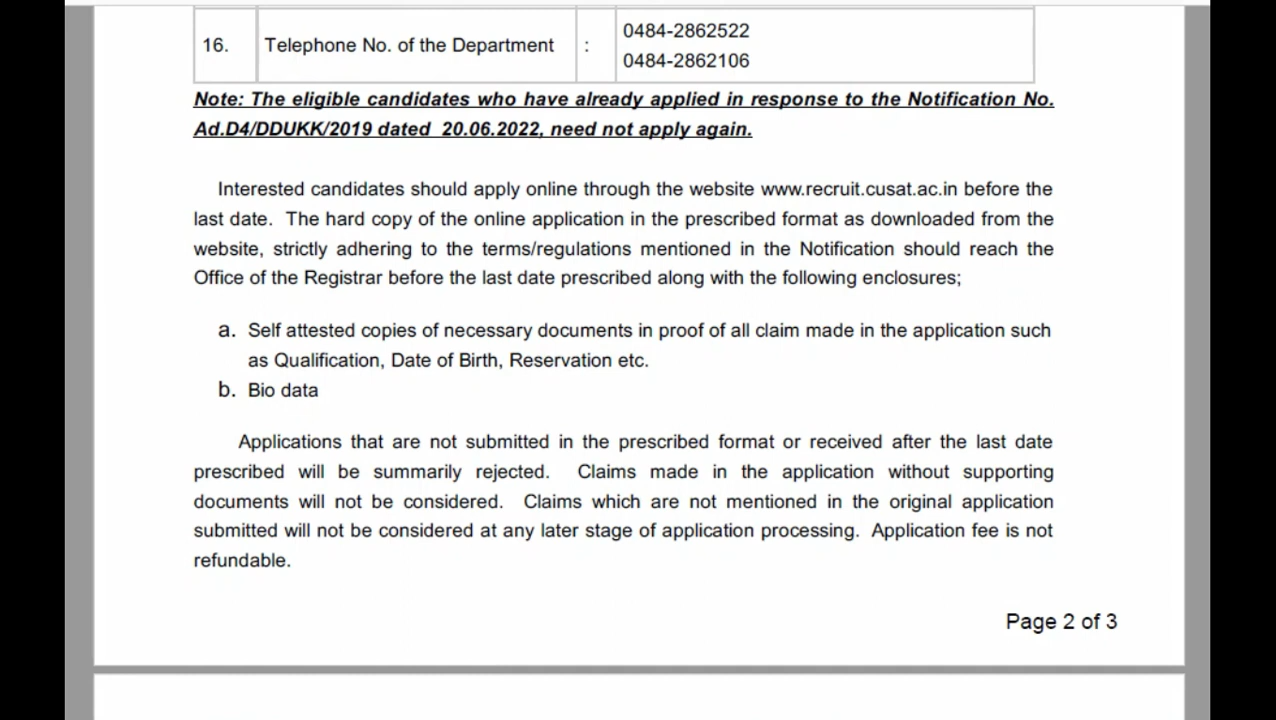 16. Telephone No. of the Department : 0484-2862522
0484-2862106
Note: The eligible candidates who have already applied in response to the Notification No.
Ad.D4/DDUKK/2019 dated 20.06.2022, need not apply again.
Interested candidates should apply online through the website www.recruit.cusat.ac.in before the
last date. The hard copy of the online application in the prescribed format as downloaded from the
website, strictly adhering to the terms/regulations mentioned in the Notification should reach the
Office of the Registrar before the last date prescribed along with the following enclosures;
a. Self attested copies of necessary documents in proof of all claim made in the application such
as Qualification, Date of Birth, Reservation etc.
b. Bio data
Applications that are not submitted in the prescribed format or received after the last date
prescribed will be summarily rejected. Claims made in the application without supporting
documents will not be considered. Claims which are not mentioned in the original application
submitted will not be considered at any later stage of application processing. Application fee is not
refundable.
Page 2 of 3